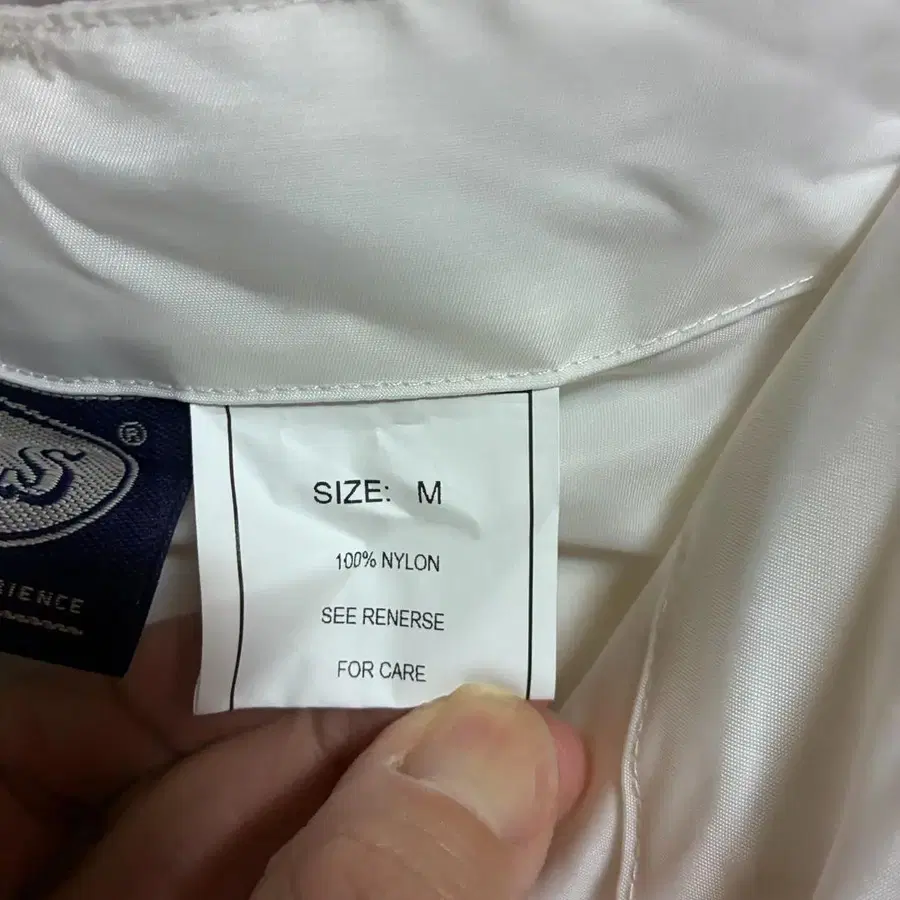 ®
SIZE: M
100% NYLON
SEE RENERSE
FOR CARE